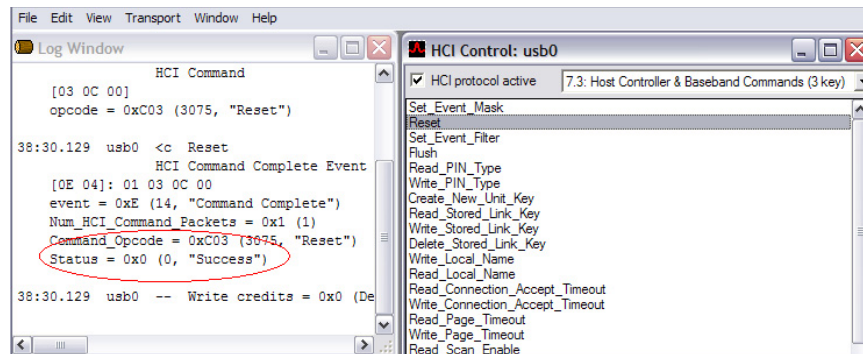 File Edit View Transport Window Help
Log Window
HCI Command
[03 0C 00]
opcode = 0xC03 (3075, "Reset")
38:30.129 usb0 <c Reset
HCI Command Complete Event
[0E 04]: 01 03 0C 00
event = 0xE (14, "Command Complete")
Num_HCI_Command_Packets = 0x1 (1)
Command_Opcode = 0xC03 (3075, "Reset")
Status = 0x0 (0, "Success")
38:30.129 usb0 -- Write credits = 0x0 (De
HCI Control: usb0
HCI protocol active
7.3: Host Controller & Baseband Commands (3 key)
Set_Event_Mask
Reset
Set_Event_Filter
Flush
Read_PIN_Type
Write_PIN_Type
Create_New_Unit_Key
Read_Stored_Link_Key
Write_Stored_Link_Key
Delete_Stored_Link_Key
Write_Local_Name
Read_Local_Name
Read_Connection_Accept_Timeout
Write_Connection_Accept_Timeout
Read_Page_Timeout
Write_Page_Timeout
Read_Scan_Enable